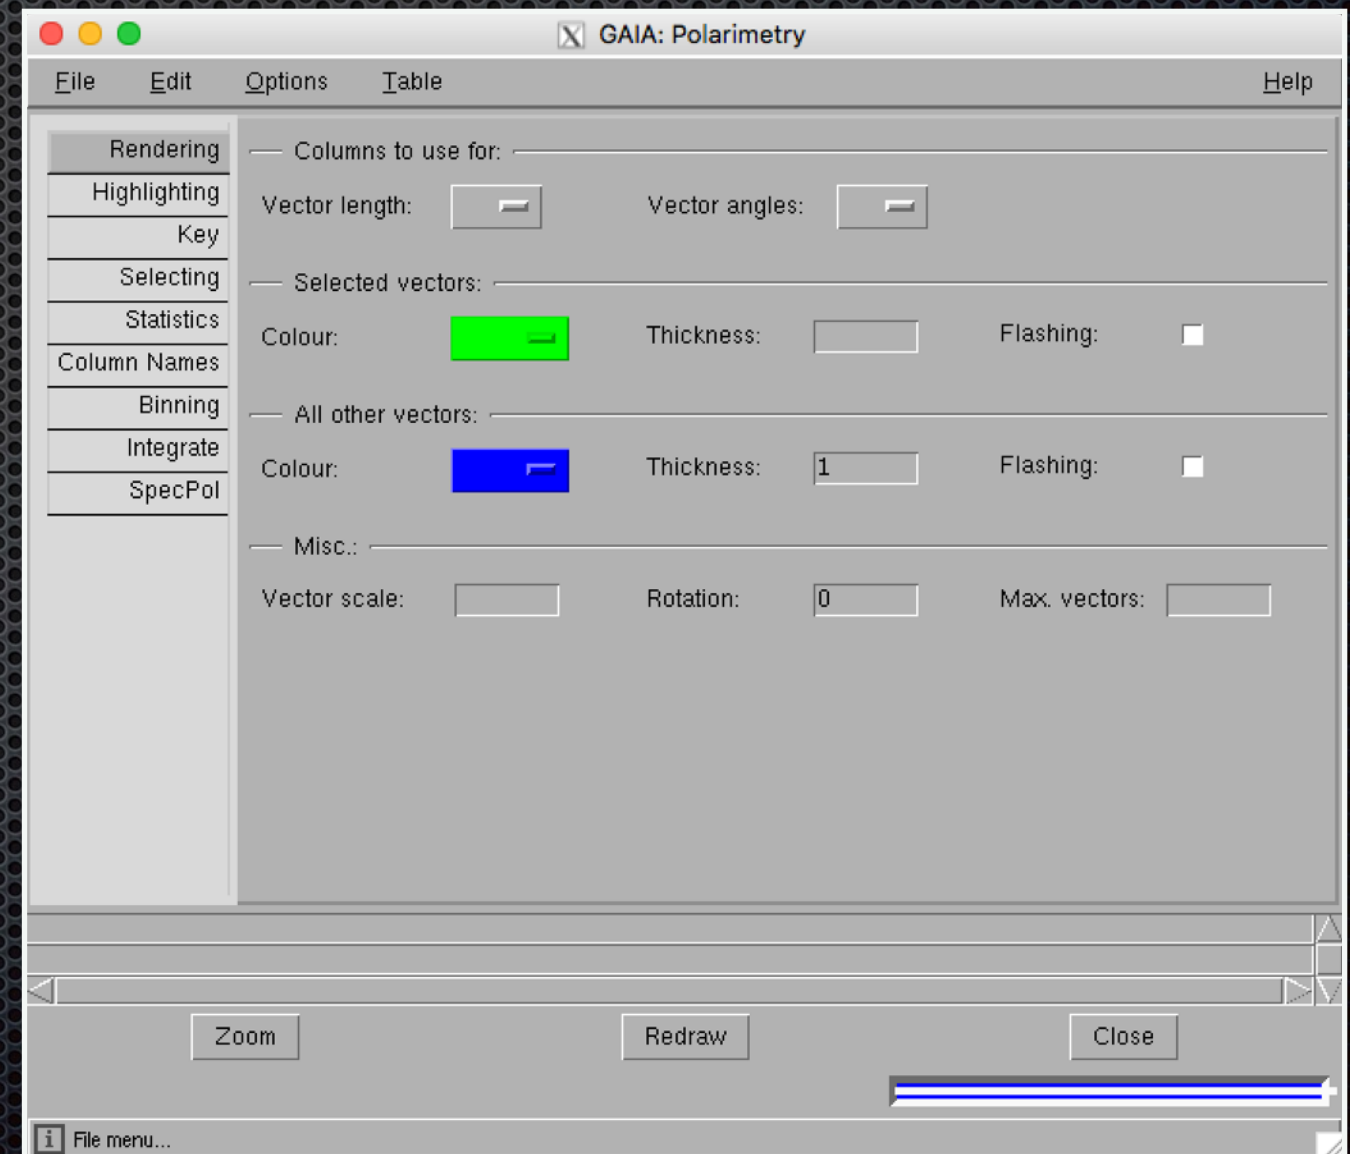 GAIA: Polarimetry
File Edit Options Table Help
Rendering
Highlighting
Key
Selecting
Statistics
Column Names
Binning
Integrate
SpecPol
Columns to use for:
Vector length: Vector angles:
Selected vectors:
Colour: Thickness: Flashing:
All other vectors:
Colour: Thickness: 1 Flashing:
Misc.:
Vector scale: Rotation: 0 Max. vectors:
Zoom Redraw Close
File menu...